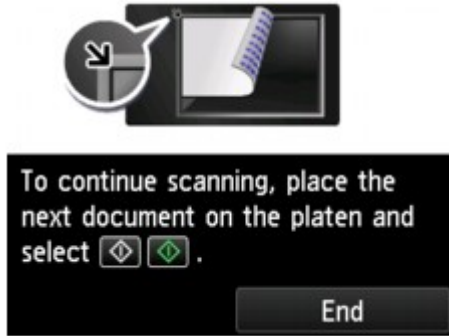 To continue scanning, place the
next document on the platen and
select .
End